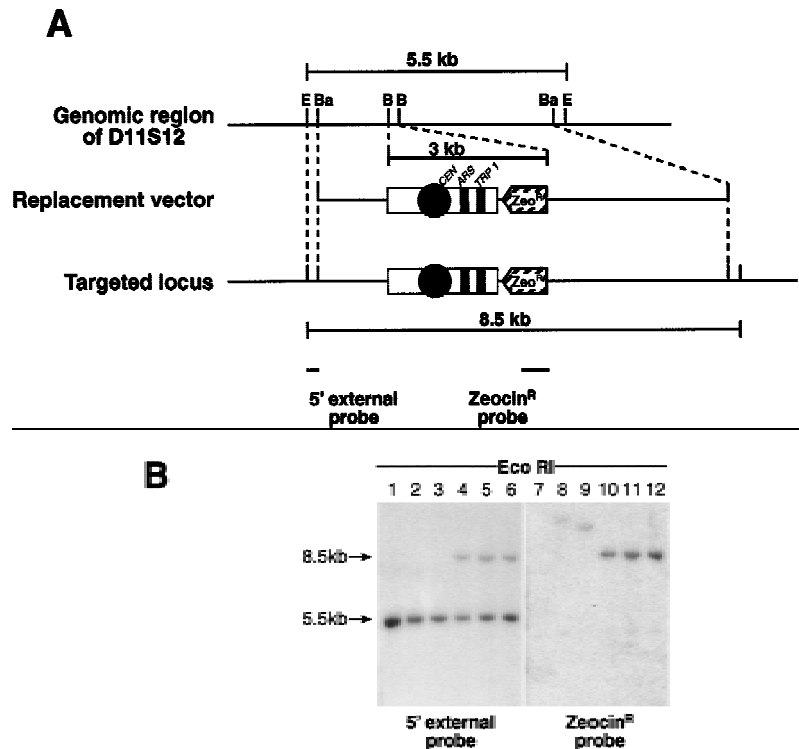 A
5.5 kb
E Ba B B Ba E
Genomic region
of D11S12
3 kb
CEN ARS TRP 1
Replacement vector
Zeo R
Targeted locus
Zeo R
8.5 kb
5' external
probe
Zeocin R
probe
B
Eco RI
1 2 3 4 5 6 7 8 9 10 11 12
8.5kb
5.5kb
5' external
probe
Zeociin R
probe